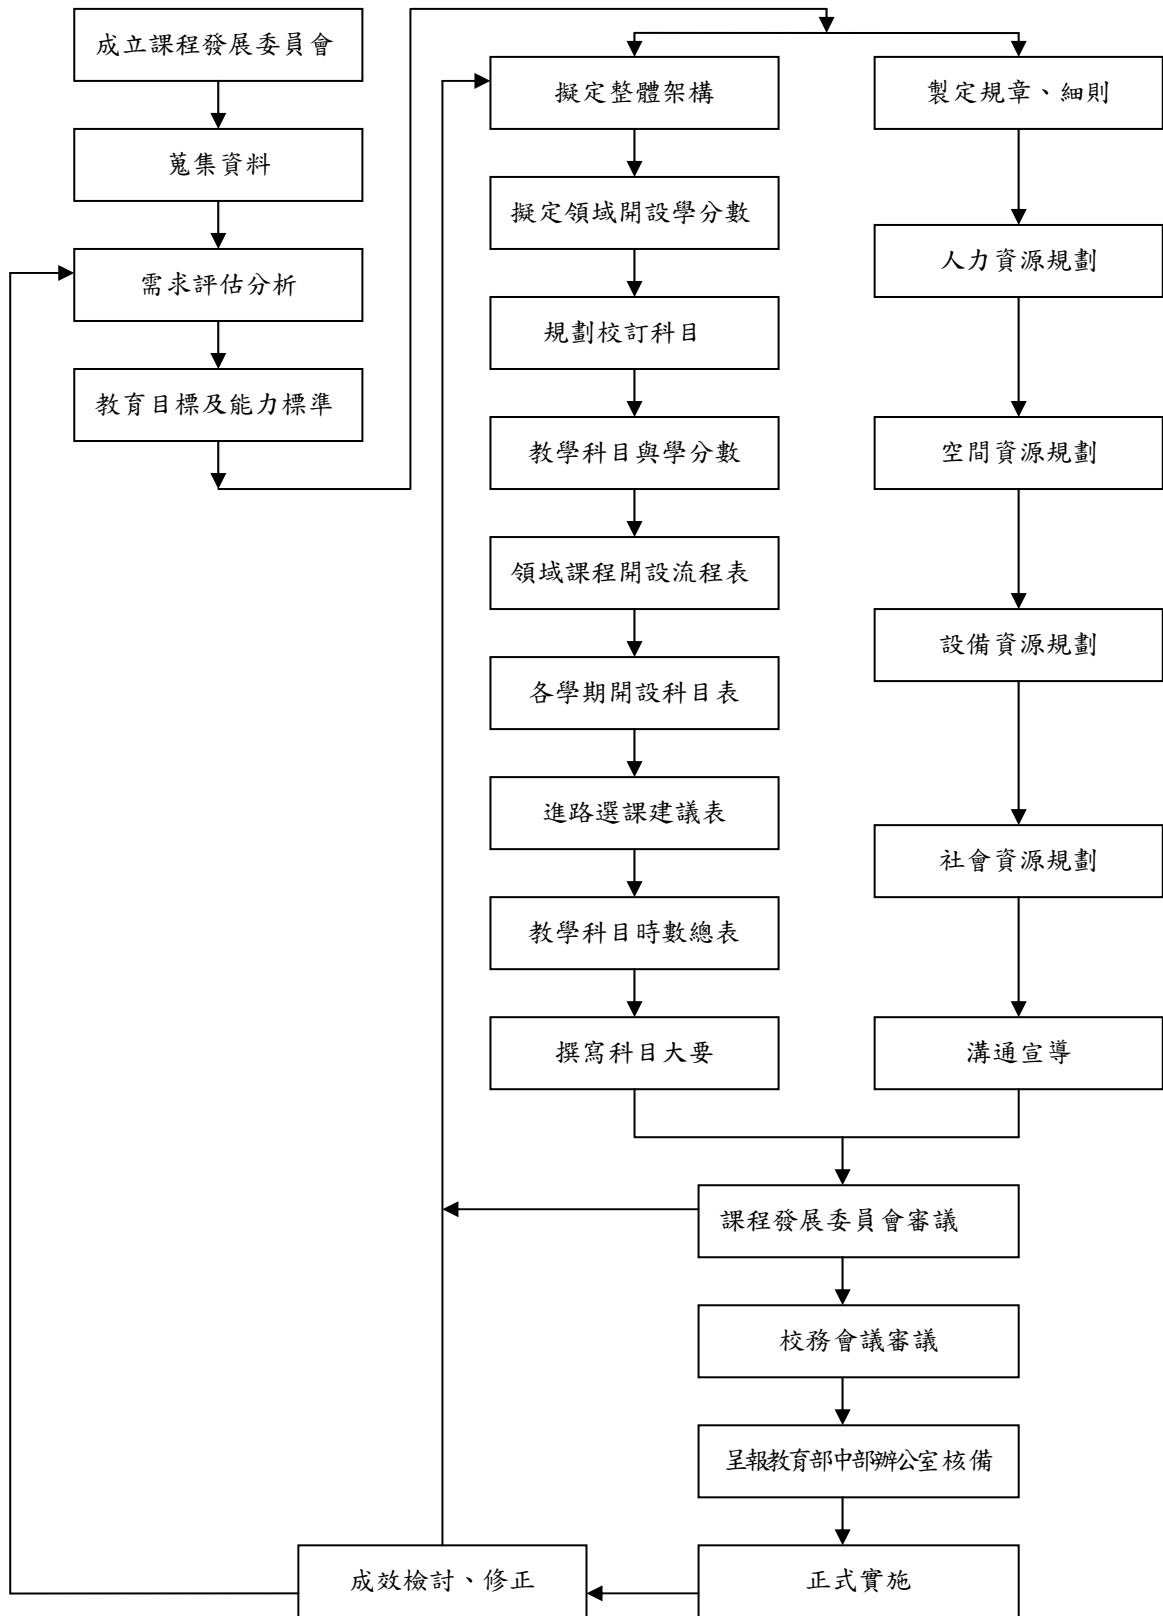 成立課程發展委員會
蒐集資料
需求評估分析
教育目標及能力標準
擬定整體架構
擬定領域開設學分數
規劃校訂科目
教學科目與學分數
領域課程開設流程表
各學期開設科目表
進路選課建議表
教學科目時數總表
撰寫科目大要
製定規章、細則
人力資源規劃
空間資源規劃
設備資源規劃
社會資源規劃
溝通宣導
課程發展委員會審議
校務會議審議
呈報教育部中部辦公室核備
正式實施
成效檢討、修正